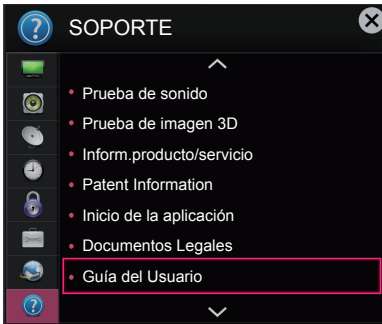 SOPORTE
Prueba de sonido
Prueba de imagen 3D
Inform.producto/servicio
Patent Information
Inicio de la aplicación
Documentos Legales
Guía del Usuario